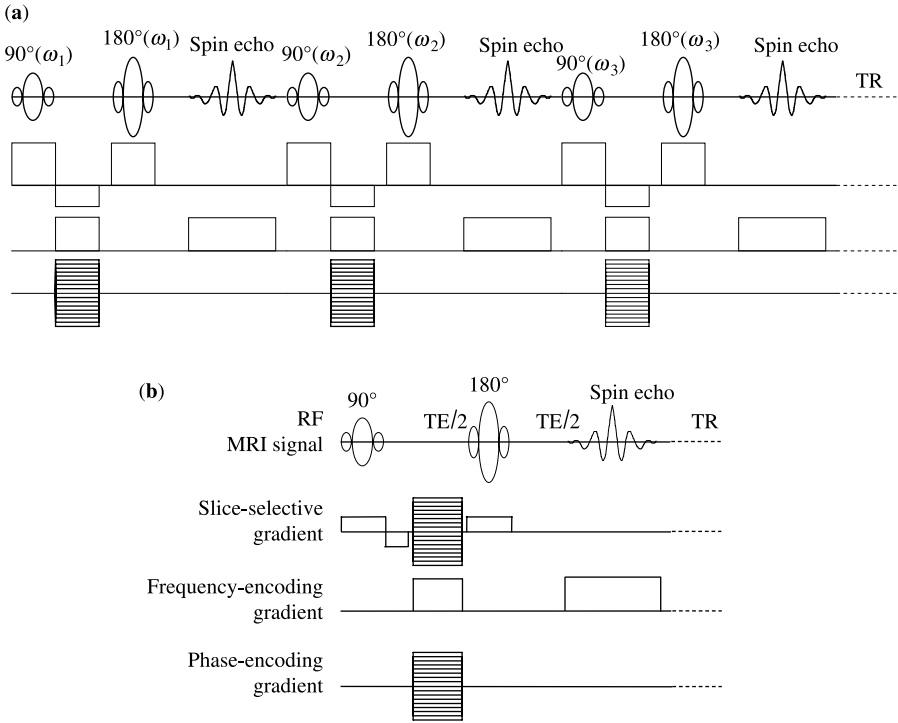 (a)
90°(ω1) 180°(ω1) Spin echo 90°(ω2) 180°(ω2) Spin echo 90°(ω3) 180°(ω3) Spin echo
TR
(b)
90° 180° Spin echo
RF TE/2 TE/2 TR
MRI signal
Slice-selective
gradient
Frequency-encoding
gradient
Phase-encoding
gradient